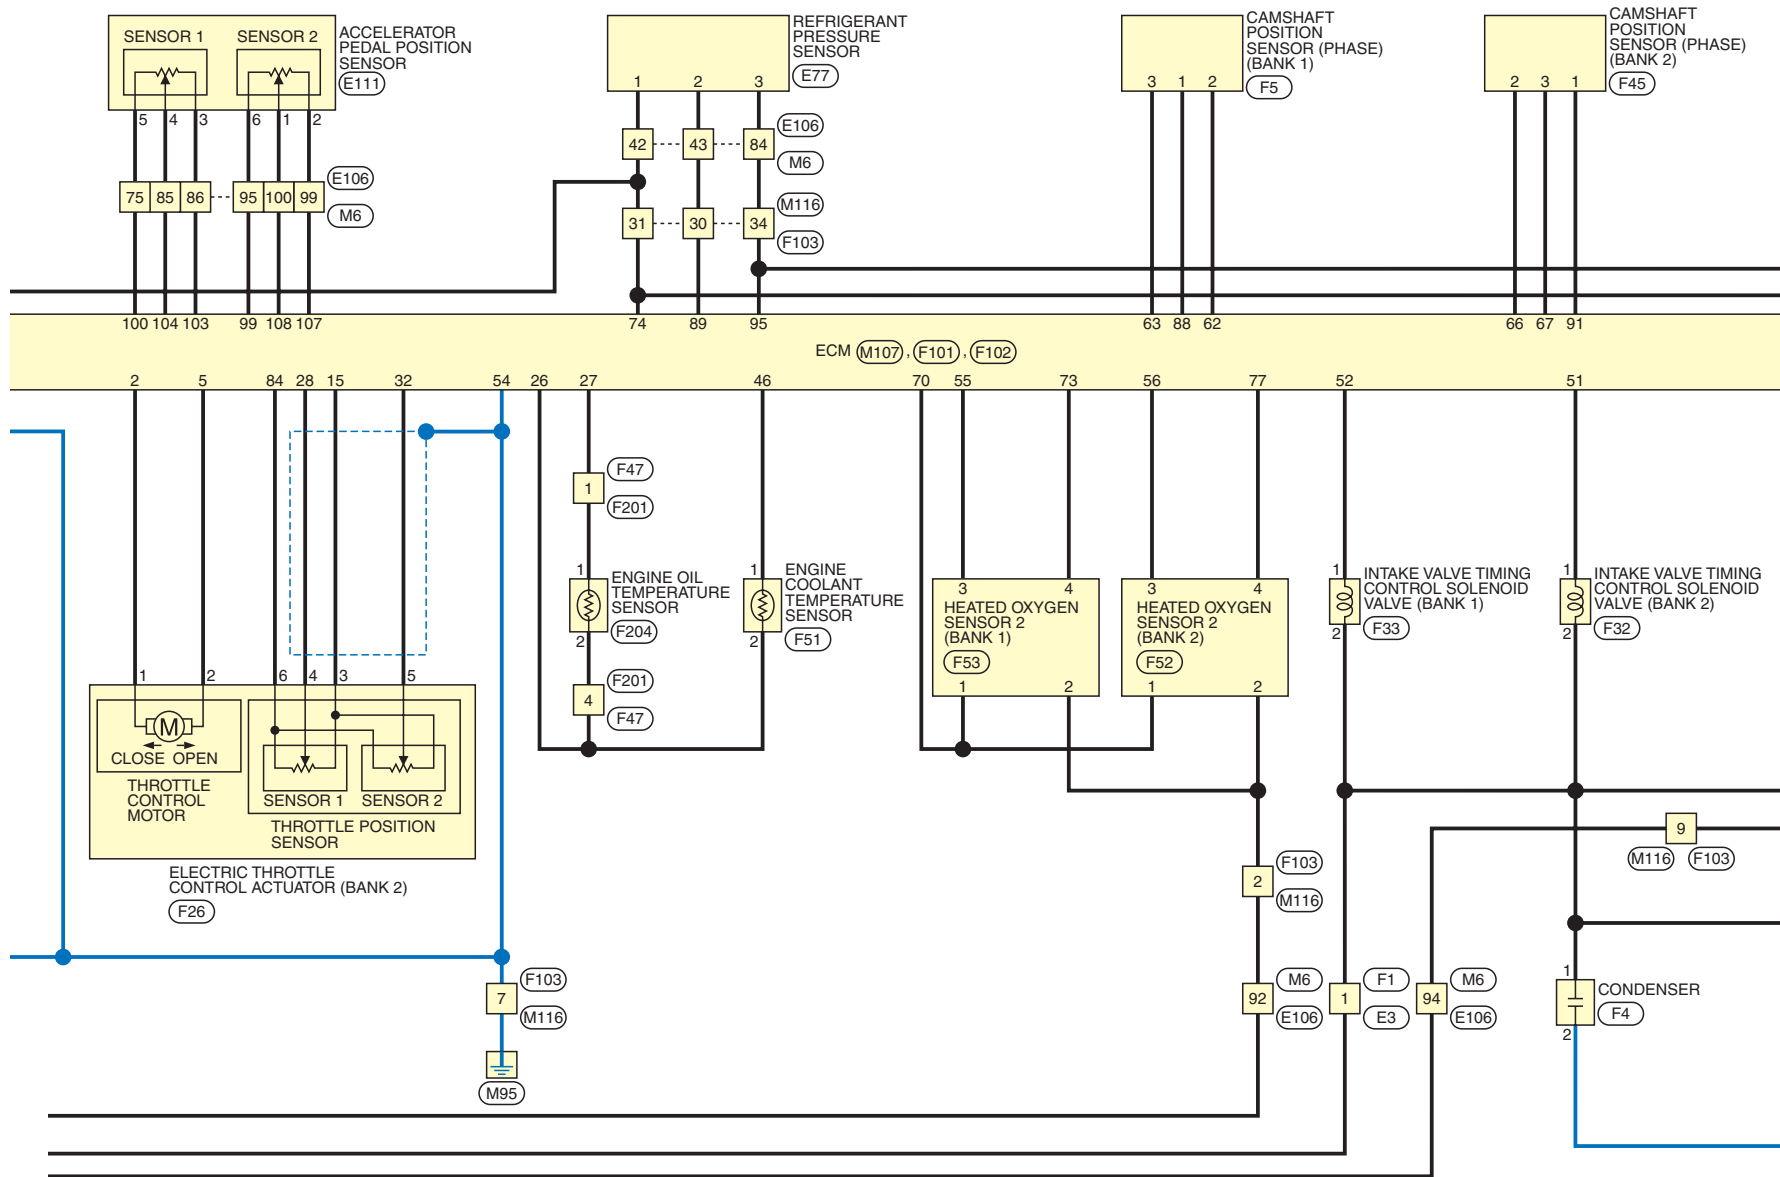 SENSOR 1
SENSOR 2
ACCELERATOR
PEDAL POSITION
SENSOR
E111
5 4 3 6 1 2
75 85 86 95 100 99
E106
M6
REFRIGERANT
PRESSURE
SENSOR
E77
1 2 3
42 43 84
E106
M6
31 30 34
M116
F103
CAMSHAFT
POSITION
SENSOR (PHASE)
(BANK 1)
F5
3 1 2
CAMSHAFT
POSITION
SENSOR (PHASE)
(BANK 2)
F45
2 3 1
100 104 103 99 108 107 74 89 95 63 88 62 66 67 91
ECM M107 , F101 , F102
2 5 84 28 15 32 54 26 27 46 70 55 73 56 77 52 51
F47
1
F201
1
ENGINE OIL
TEMPERATURE
SENSOR
F204
2
F201
4
F47
1
ENGINE
COOLANT
TEMPERATURE
SENSOR
F51
2
3 4
HEATED OXYGEN
SENSOR 2
(BANK 1)
F53
1 2
3 4
HEATED OXYGEN
SENSOR 2
(BANK 2)
F52
1 2
1
INTAKE VALVE TIMING
CONTROL SOLENOID
VALVE (BANK 1)
F33
2
1
INTAKE VALVE TIMING
CONTROL SOLENOID
VALVE (BANK 2)
F32
2
1 2 6 4 3 5
M
CLOSE OPEN
THROTTLE
CONTROL
MOTOR
SENSOR 1
SENSOR 2
THROTTLE POSITION
SENSOR
ELECTRIC THROTTLE
CONTROL ACTUATOR (BANK 2)
F26
9
M116 F103
F103
2
M116
F103
7
M116
M95
M6
92
E106
F1
1
E3
M6
94
E106
1
CONDENSER
F4
2